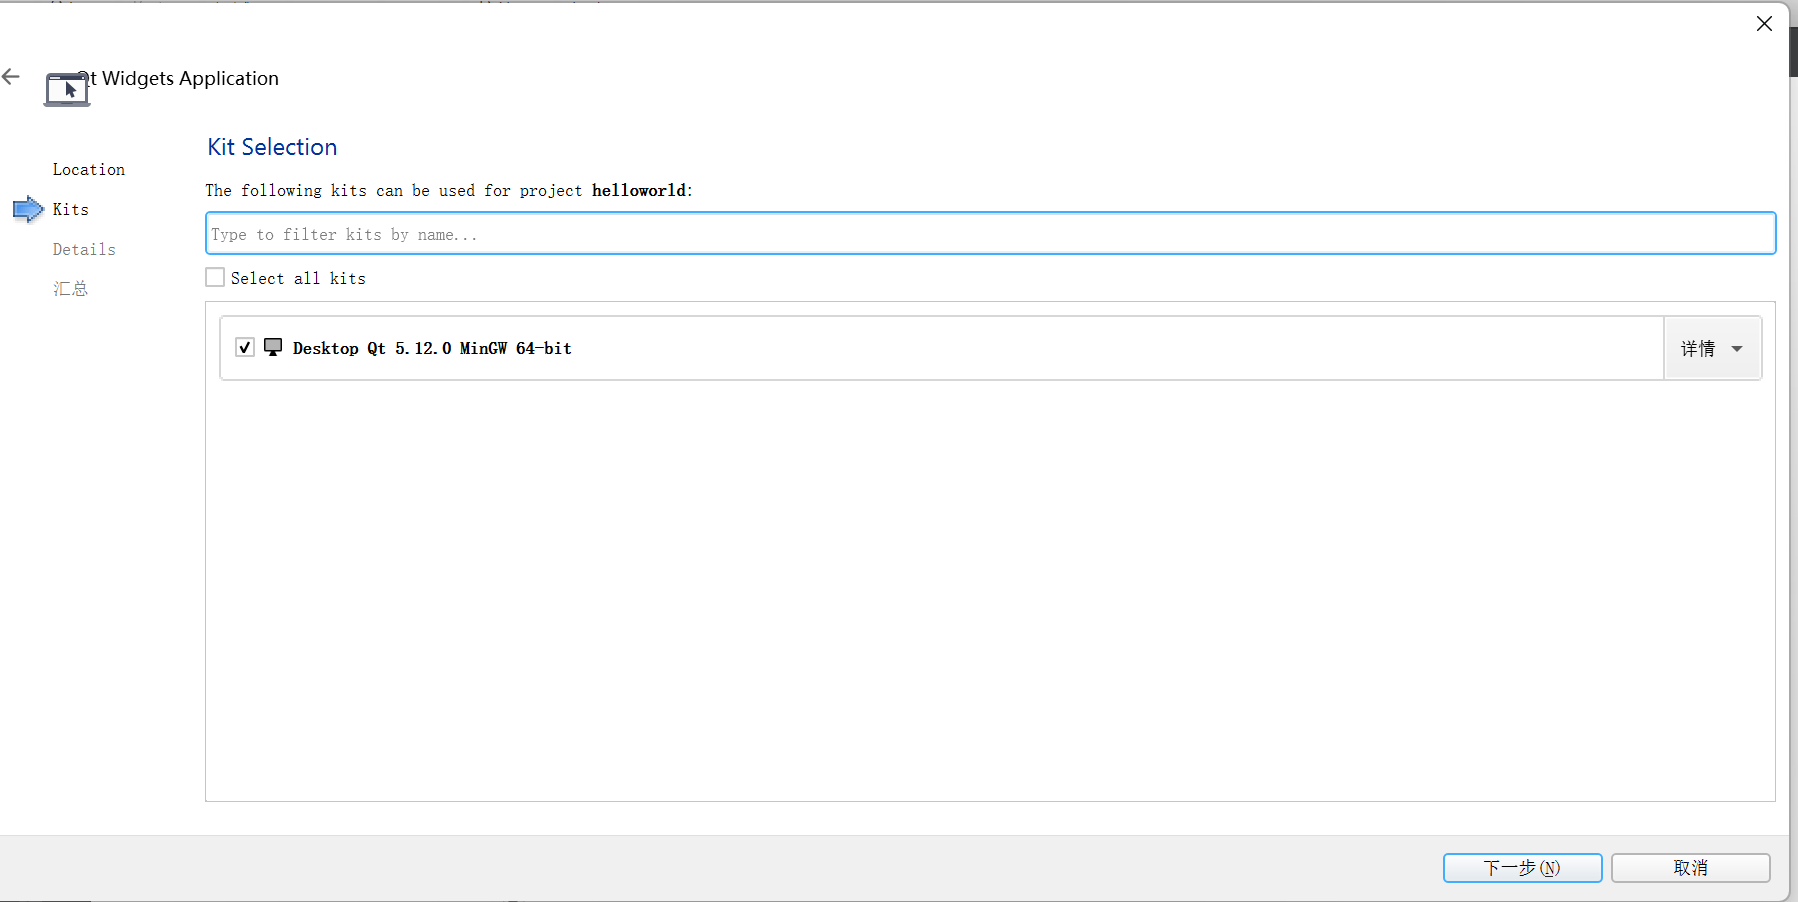 Qt Widgets Application
Location
Kits
Details
汇总
Kit Selection
The following kits can be used for project helloworld:
Type to filter kits by name...
Select all kits
Desktop Qt 5.12.0 MinGW 64-bit
详情
下一步(N)
取消